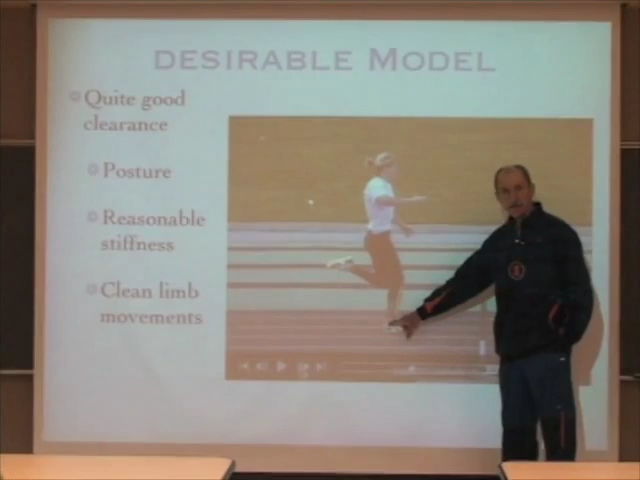 DESIRABLE MODEL
Quite good
clearance
Posture
Reasonable
stiffness
Clean limb
movements